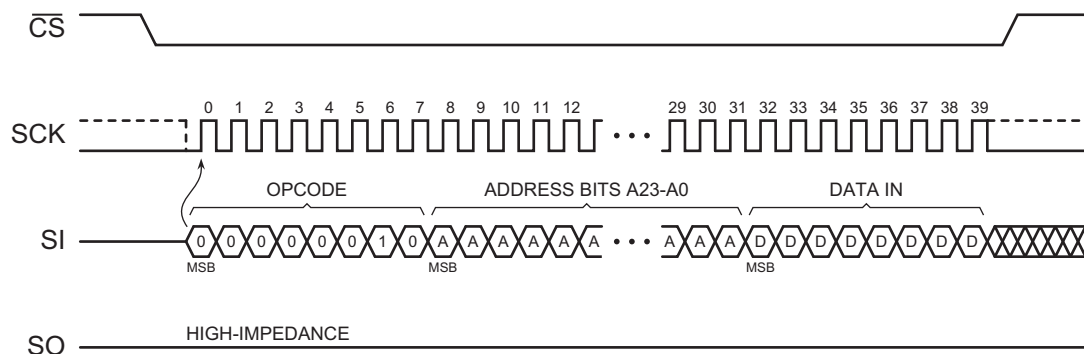 CS
0 1 2 3 4 5 6 7 8 9 10 11 12 29 30 31 32 33 34 35 36 37 38 39
SCK
OPCODE ADDRESS BITS A23-A0 DATA IN
SI 0 0 0 0 0 0 1 0 A A A A A A A A A D D D D D D D D
MSB MSB MSB
HIGH-IMPEDANCE
SO